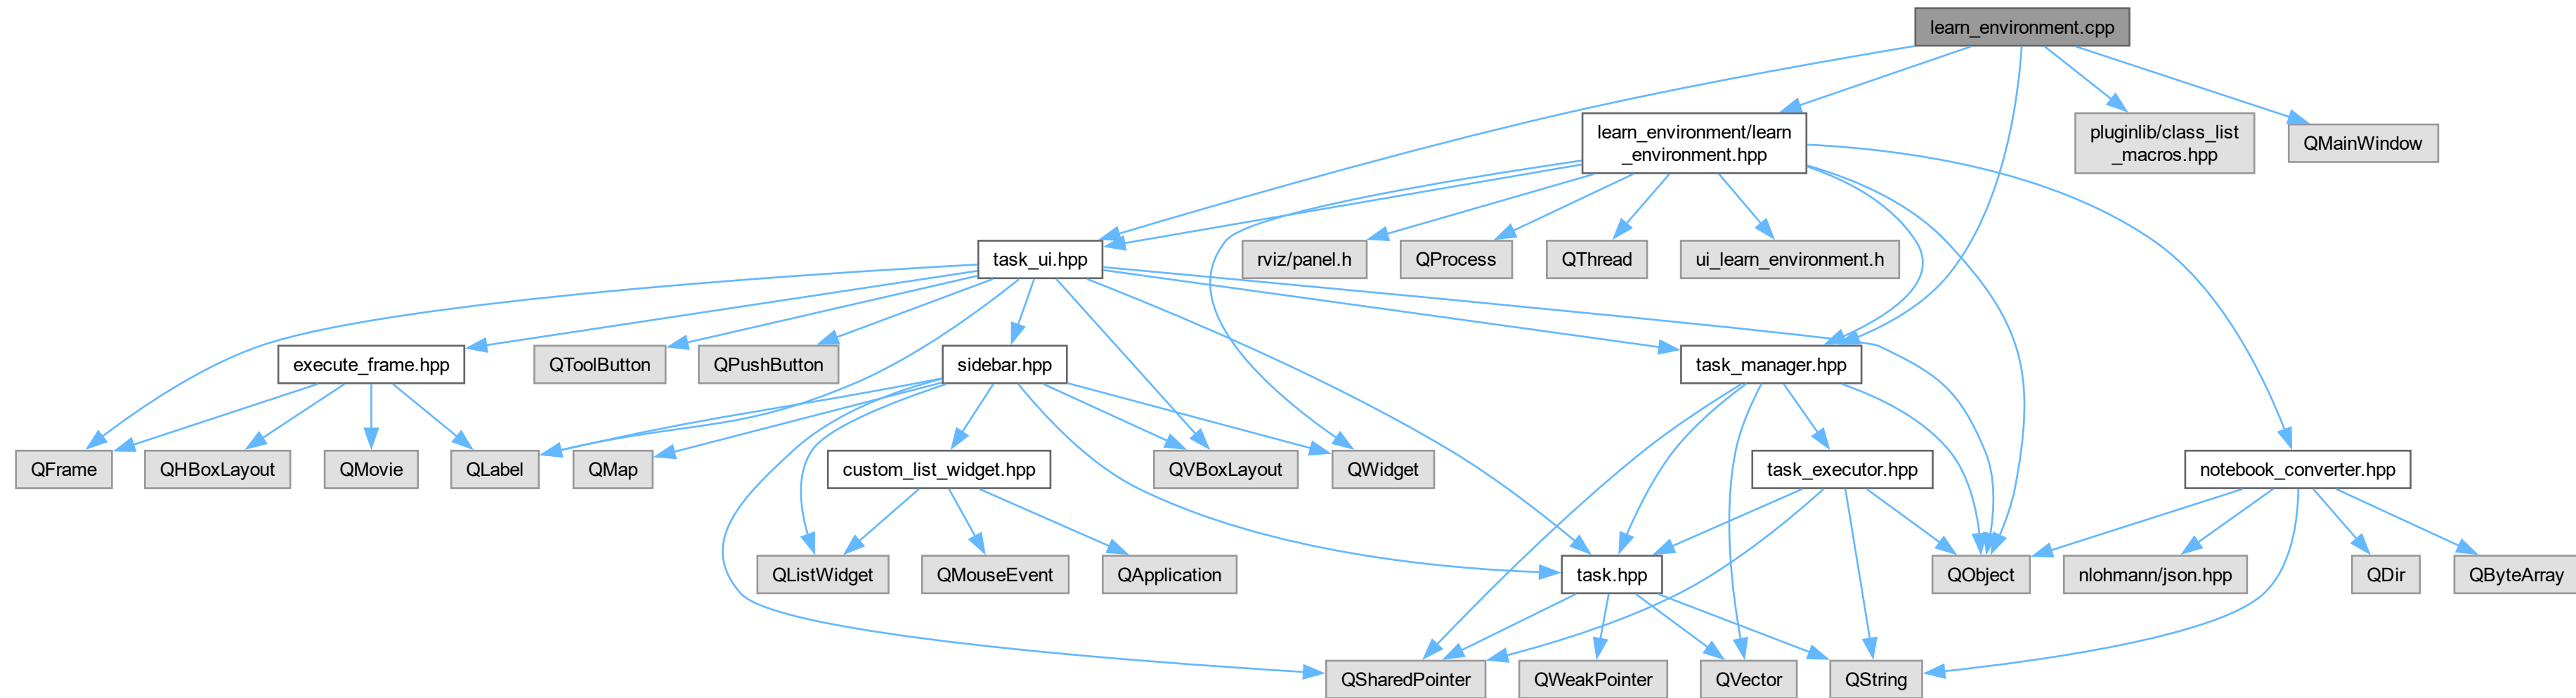 learn_environment.cpp
learn_environment/learn
_environment.hpp
pluginlib/class_list
_macros.hpp
QMainWindow
task_ui.hpp
rviz/panel.h
QProcess
QThread
ui_learn_environment.h
execute_frame.hpp
QToolButton
QPushButton
sidebar.hpp
task_manager.hpp
QFrame
QHBoxLayout
QMovie
QLabel
QMap
custom_list_widget.hpp
QVBoxLayout
QWidget
task_executor.hpp
notebook_converter.hpp
QListWidget
QMouseEvent
QApplication
task.hpp
QObject
nlohmann/json.hpp
QDir
QByteArray
QSharedPointer
QWeakPointer
QVector
QString